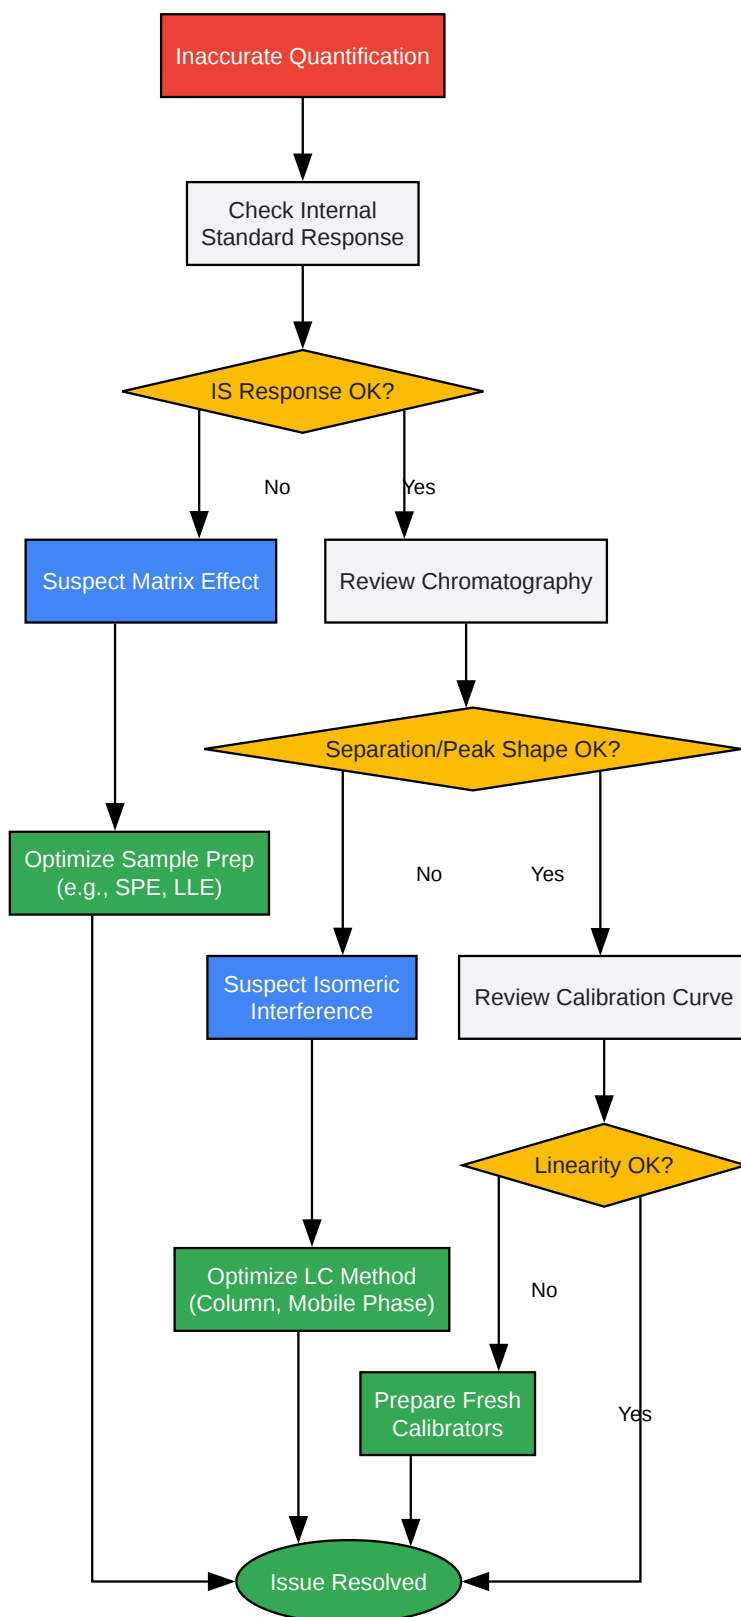 Inaccurate Quantification
Check Internal
Standard Response
IS Response OK?
No
Yes
Suspect Matrix Effect
Review Chromatography
Separation/Peak Shape OK?
Optimize Sample Prep
(e.g., SPE, LLE)
No
Yes
Suspect Isomeric
Interference
Review Calibration Curve
Linearity OK?
Optimize LC Method
(Column, Mobile Phase)
No
Prepare Fresh
Calibrators
Yes
Issue Resolved